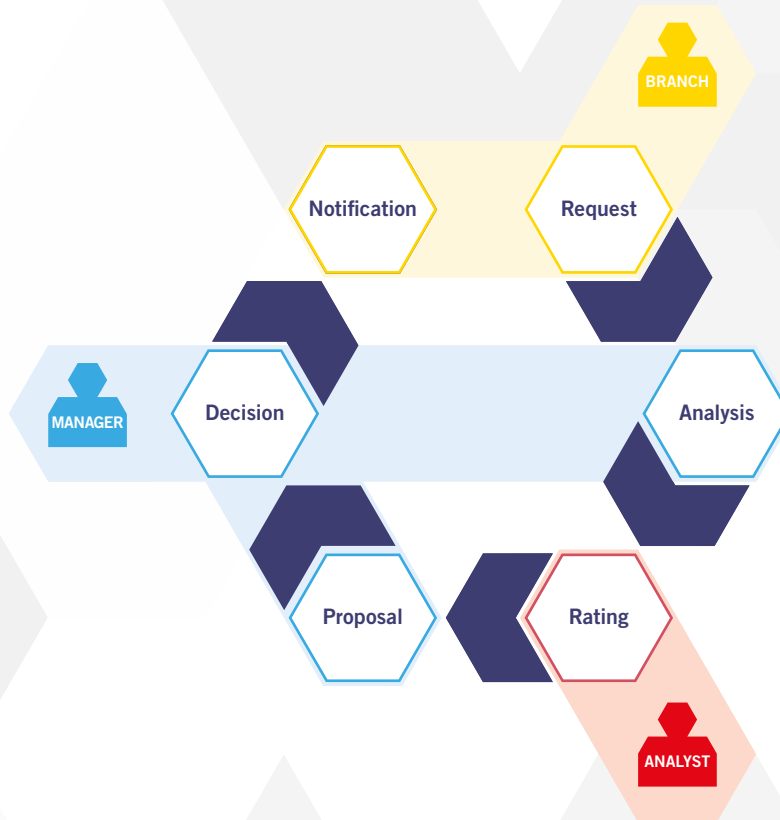 BRANCH
Notification
Request
MANAGER
Decision
Analysis
Proposal
Rating
ANALYST